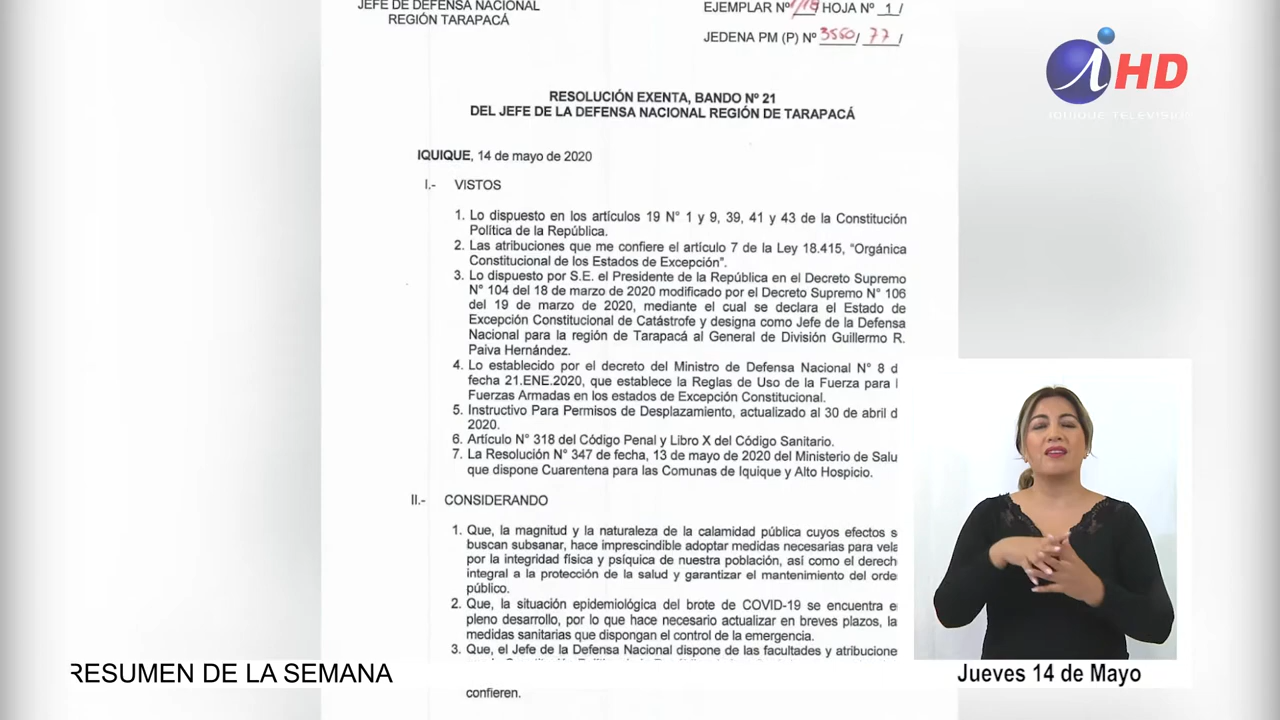 JEFE DE DEFENSA NACIONAL
REGIÓN TARAPACÁ
EJEMPLAR Nº HOJA Nº 1 /
JEDENA PM (P) Nº 3550/ 77 /
HD
IQUIQUE TELEVISI
RESOLUCIÓN EXENTA, BANDO Nº 21
DEL JEFE DE LA DEFENSA NACIONAL REGIÓN DE TARAPACÁ
IQUIQUE, 14 de mayo de 2020
I.- VISTOS
1. Lo dispuesto en los artículos 19 N° 1 y 9, 39, 41 y 43 de la Constitución
Política de la República.
2. Las atribuciones que me confiere el artículo 7 de la Ley 18.415, “Orgánica
Constitucional de los Estados de Excepción”.
3. Lo dispuesto por S.E. el Presidente de la República en el Decreto Supremo
N° 104 del 18 de marzo de 2020 modificado por el Decreto Supremo N° 106
del 19 de marzo de 2020, mediante el cual se declara el Estado de
Excepción Constitucional de Catástrofe y designa como Jefe de la Defensa
Nacional para la región de Tarapacá al General de División Guillermo R.
Paiva Hernández.
4. Lo establecido por el decreto del Ministro de Defensa Nacional N° 8 d
fecha 21.ENE.2020, que establece la Reglas de Uso de la Fuerza para l
Fuerzas Armadas en los estados de Excepción Constitucional.
5. Instructivo Para Permisos de Desplazamiento, actualizado al 30 de abril d
2020.
6. Artículo N° 318 del Código Penal y Libro X del Código Sanitario.
7. La Resolución N° 347 de fecha, 13 de mayo de 2020 del Ministerio de Salu
que dispone Cuarentena para las Comunas de Iquique y Alto Hospicio.
II.- CONSIDERANDO
1. Que, la magnitud y la naturaleza de la calamidad pública cuyos efectos s
buscan subsanar, hace imprescindible adoptar medidas necesarias para vela
por la integridad física y psíquica de nuestra población, así como el derech
integral a la protección de la salud y garantizar el mantenimiento del orde
público.
2. Que, la situación epidemiológica del brote de COVID-19 se encuentra e
pleno desarrollo, por lo que hace necesario actualizar en breves plazos, la
medidas sanitarias que dispongan el control de la emergencia.
3. Que, el Jefe de la Defensa Nacional dispone de las facultades y atribucione
confieren.
RESUMEN DE LA SEMANA
Jueves 14 de Mayo